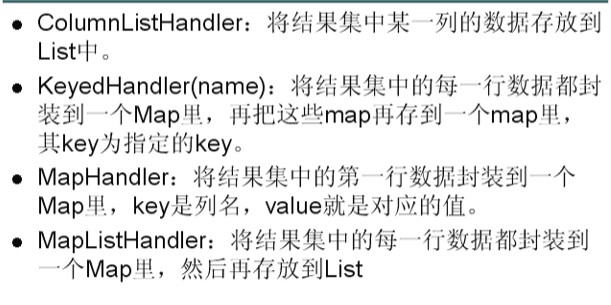 ● ColumnListHandler：将结果集中某一列的数据存放到
List中。
● KeyedHandler(name)：将结果集中的每一行数据都封
装到一个Map里，再把这些map再存到一个map里，
其key为指定的key。
● MapHandler：将结果集中的第一行数据封装到一个
Map里，key是列名，value就是对应的值。
● MapListHandler：将结果集中的每一行数据都封装到
一个Map里，然后再存放到List